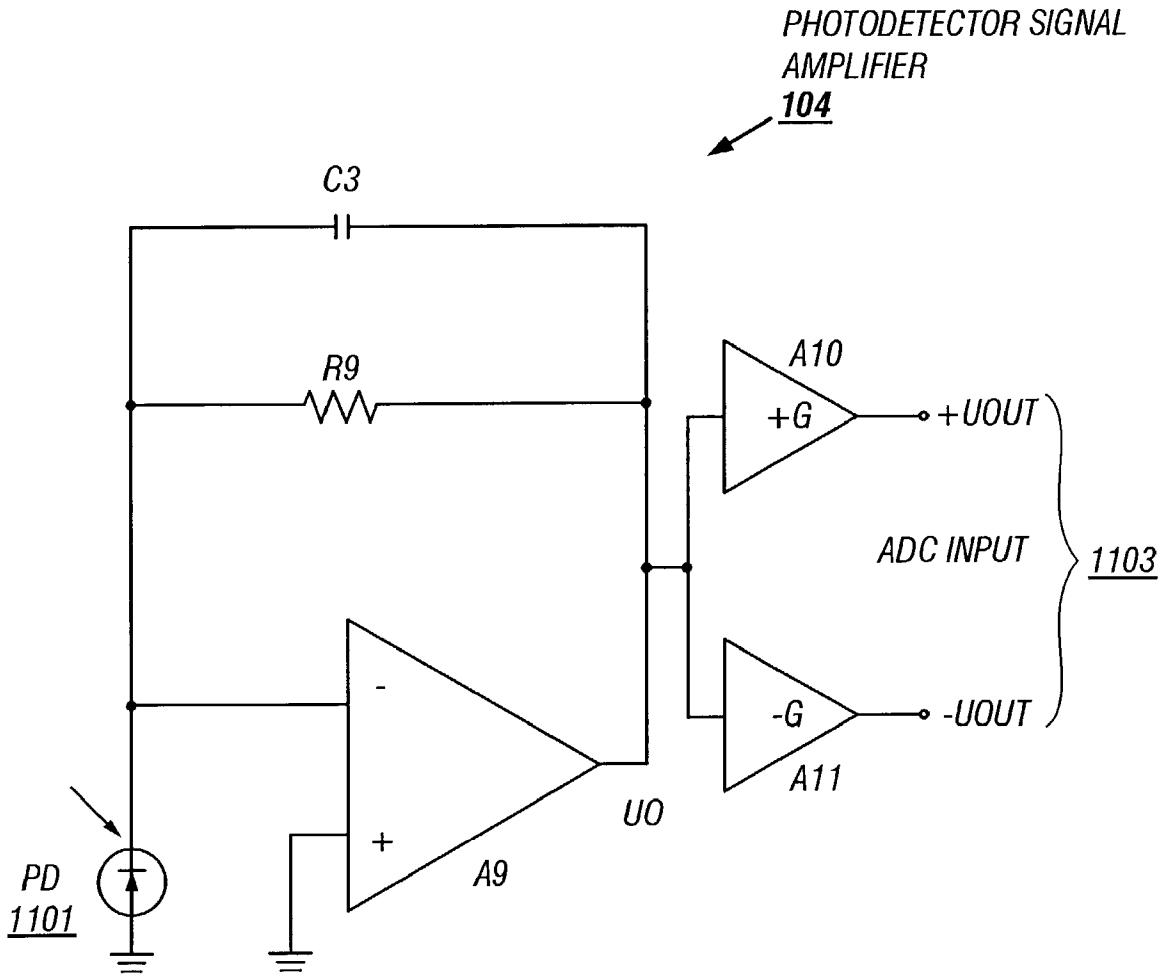 PHOTODETECTOR SIGNAL
AMPLIFIER
104
C3
R9
A10
+G
+UOUT
ADC INPUT
1103
-
-G
-UOUT
A11
UO
+
A9
PD
1101